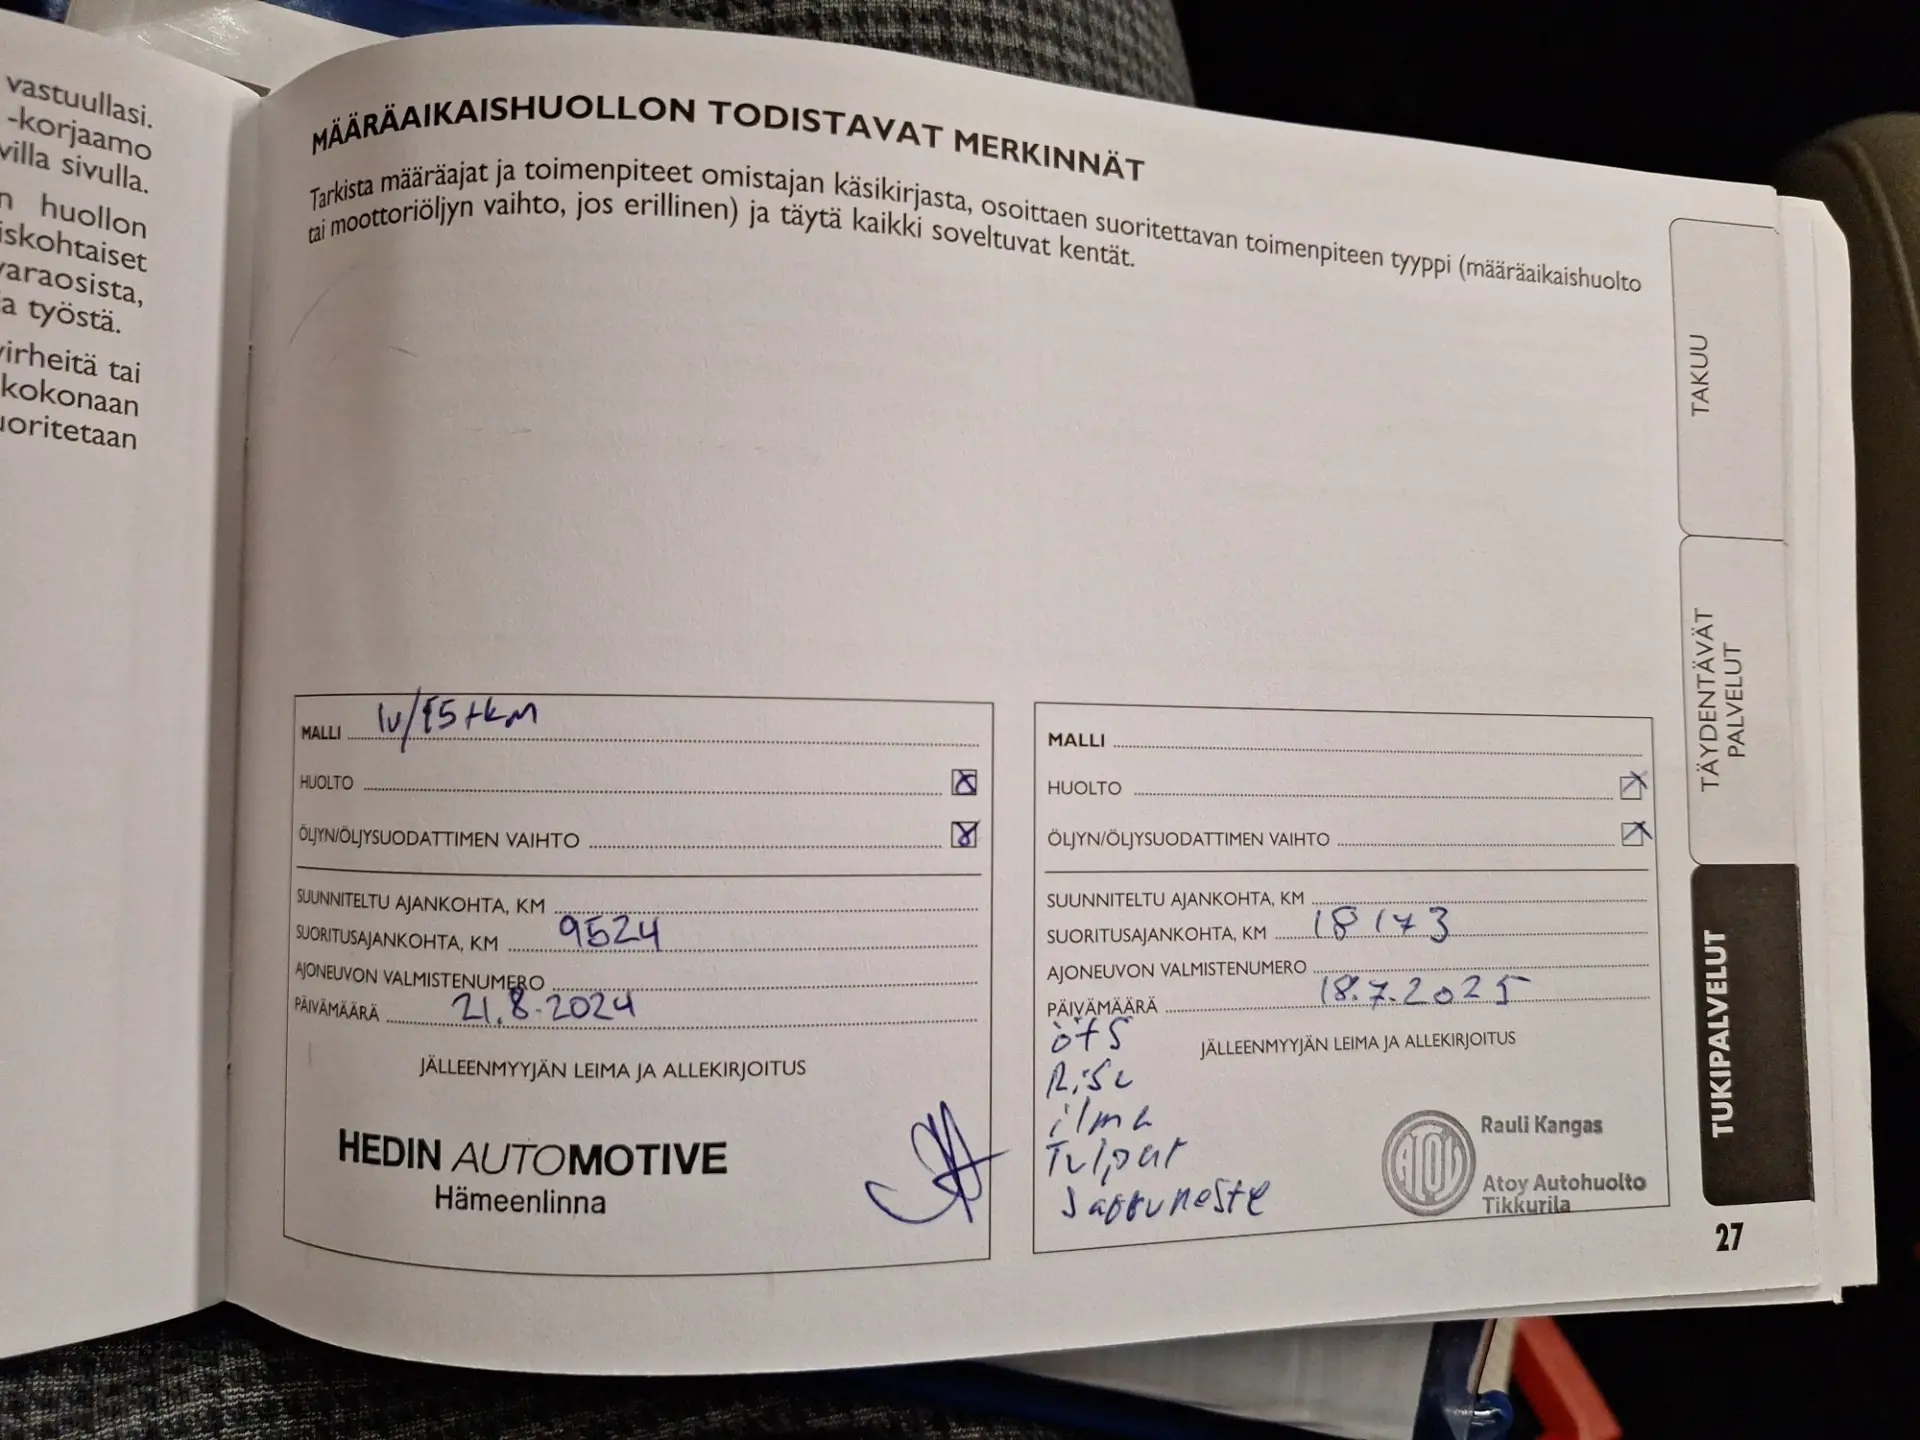 vastuullasi.
-korjaamo
villa sivulla.
n huollon
iskohtaiset
varaosista,
a työstä.
virheitä tai
kokonaan
uoritetaan
MÄÄRÄAIKAISHUOLLON TODISTAVAT MERKINNÄT
Tarkista määräajat ja toimenpiteet omistajan käsikirjasta, osoittaen suoritettavan toimenpiteen tyyppi (määräaikaishuolto
tai moottoriöljyn vaihto, jos erillinen) ja täytä kaikki soveltuvat kentät.
MALLI 1v/15tkm
HUOLTO
ÖLJYN/ÖLJYSUODATTIMEN VAIHTO
SUUNNITELTU AJANKOHTA, KM
SUORITUSAJANKOHTA, KM 9524
AJONEUVON VALMISTENUMERO
PÄIVÄMÄÄRÄ 21.8.2024
JÄLLEENMYYJÄN LEIMA JA ALLEKIRJOITUS
HEDIN AUTOMOTIVE
Hämeenlinna
MALLI
HUOLTO
ÖLJYN/ÖLJYSUODATTIMEN VAIHTO
SUUNNITELTU AJANKOHTA, KM
SUORITUSAJANKOHTA, KM 18173
AJONEUVON VALMISTENUMERO
PÄIVÄMÄÄRÄ 18.7.2025
JÄLLEENMYYJÄN LEIMA JA ALLEKIRJOITUS
ö+s
ilma
Tulpat
Jarruneste
ATOY
Rauli Kangas
Atoy Autohuolto
Tikkurila
TAKUU
TÄYDENTÄVÄT
PALVELUT
TUKIPALVELUT
27